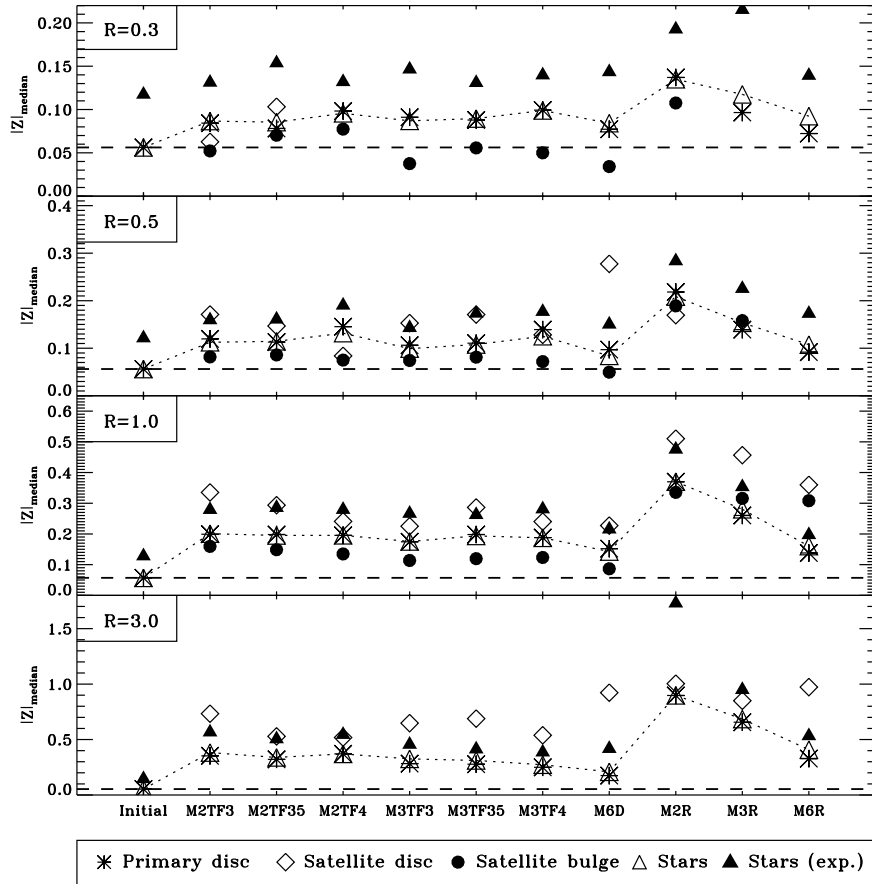 R=0.3
0.20
0.15
0.10
0.05
0.00
|Z|median
R=0.5
0.4
0.3
0.2
0.1
0.0
|Z|median
R=1.0
0.6
0.5
0.4
0.3
0.2
0.1
0.0
|Z|median
R=3.0
1.5
1.0
0.5
0.0
|Z|median
Initial M2TF3 M2TF35 M2TF4 M3TF3 M3TF35 M3TF4 M6D M2R M3R M6R
Primary disc Satellite disc Satellite bulge Stars Stars (exp.)